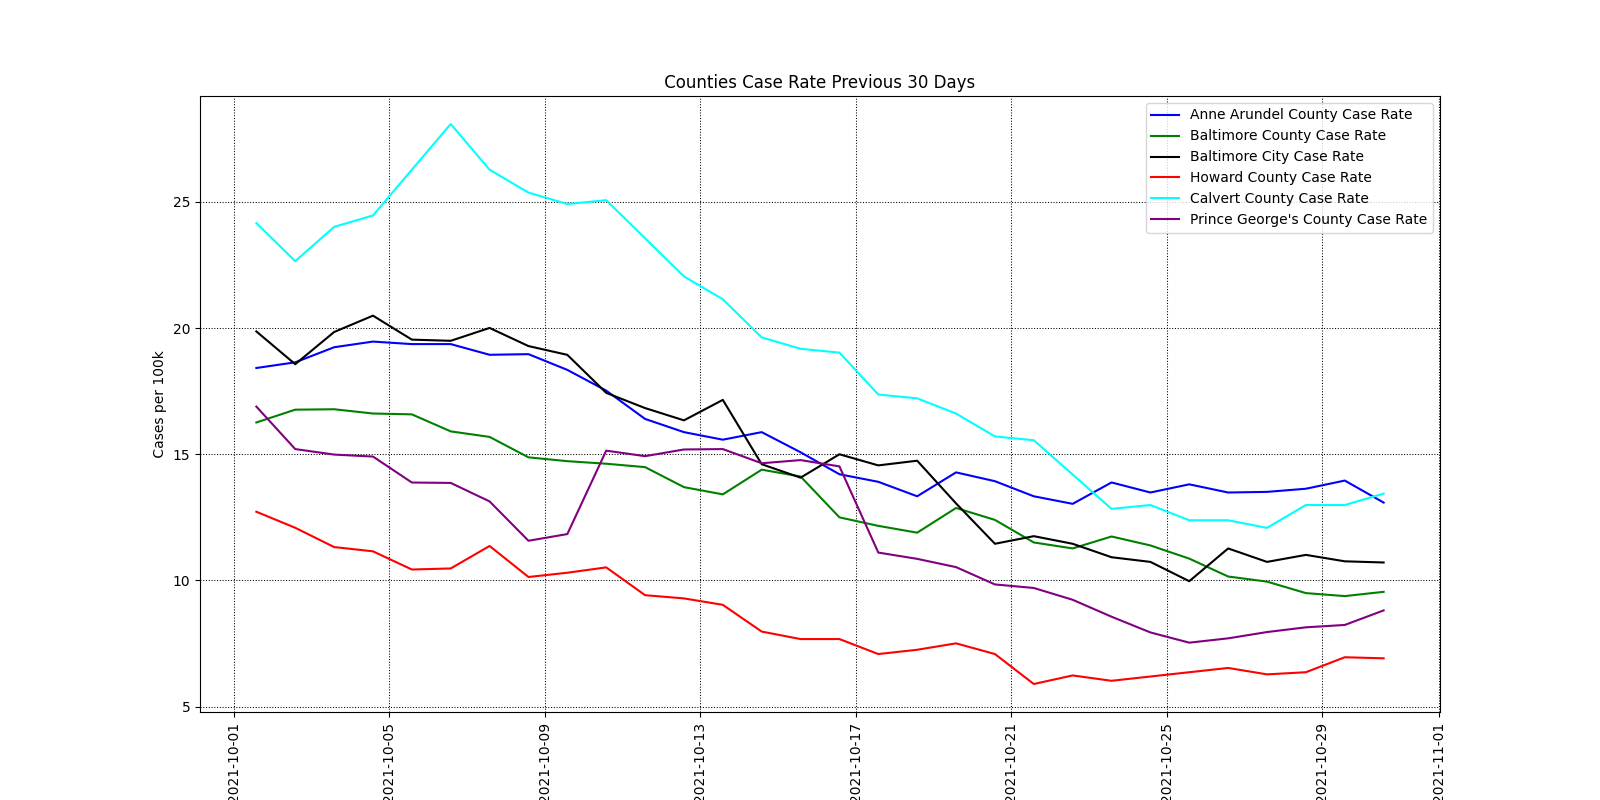 Counties Case Rate Previous 30 Days
Anne Arundel County Case Rate
Baltimore County Case Rate
Baltimore City Case Rate
Howard County Case Rate
Calvert County Case Rate
Prince George's County Case Rate
Cases per 100k
25
20
15
10
5
2021-10-01
2021-10-05
2021-10-09
2021-10-13
2021-10-17
2021-10-21
2021-10-25
2021-10-29
2021-11-01